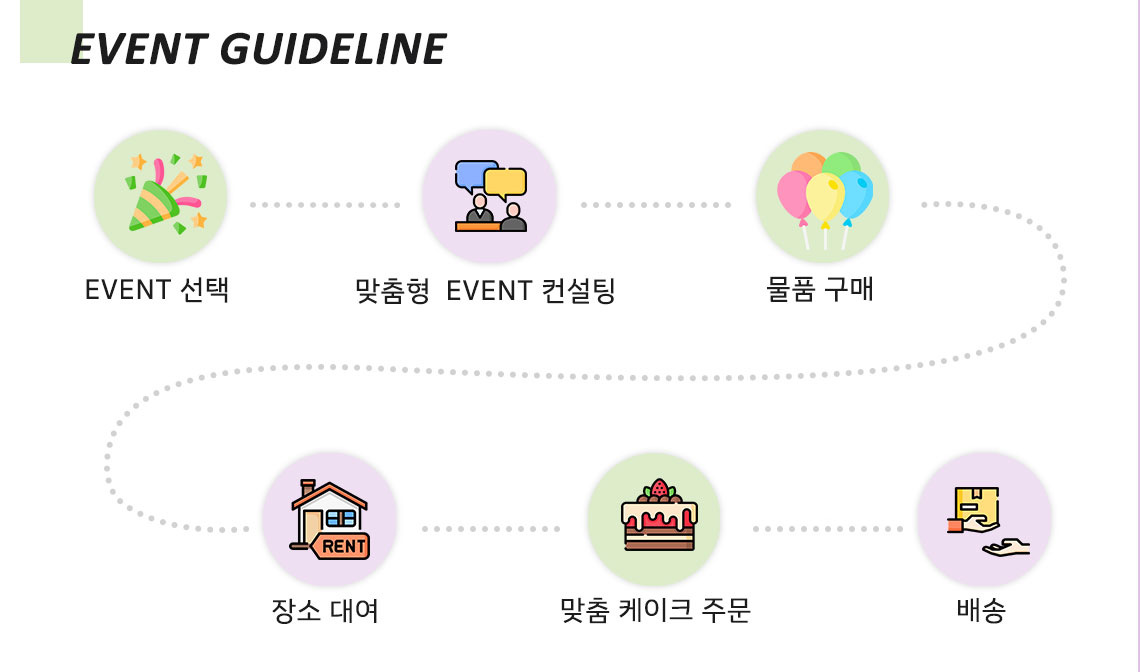 EVENT GUIDELINE
EVENT 선택
맞춤형 EVENT 컨설팅
물품 구매
RENT
장소 대여
맞춤 케이크 주문
배송